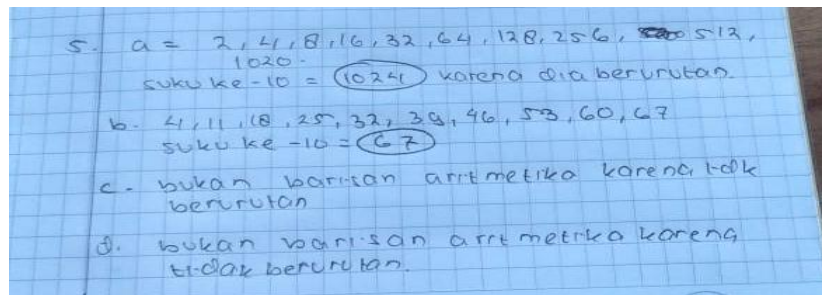 5. a = 2, 4, 8, 16, 32, 64, 128, 256, 512,
1020.
suku ke-10 = 1024 karena dia berurutan.
b. 4, 11, 18, 25, 32, 39, 46, 53, 60, 67
suku ke -10 = 67
c. bukan barisan aritmetika karena tidak
berurutan
d. bukan barisan aritmetika karena
tidak berurutan.